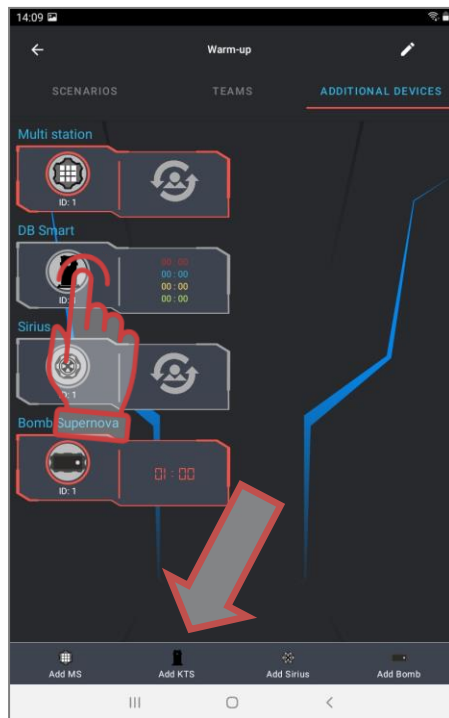 14:09
Warm-up
SCENARIOS TEAMS ADDITIONAL DEVICES
Multi station
ID: 1
DB Smart
00 : 00
00 : 00
00 : 00
00 : 00
Sirius
ID: 1
Bomb Supernova
01 : 00
ID: 1
Add MS Add KTS Add Sirius Add Bomb